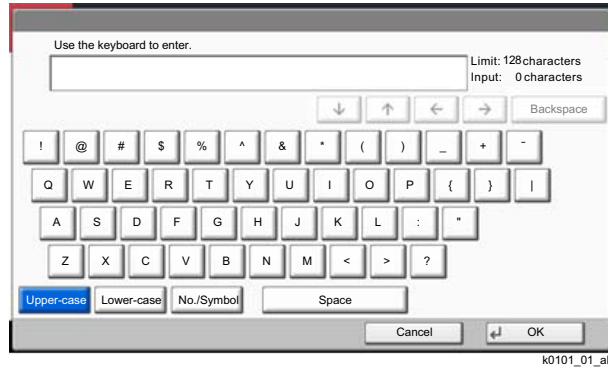 Use the keyboard to enter.
Limit: 128 characters
Input: 0 characters
↓ ↑ ← → Backspace
! @ # $ % ^ & * ( ) _ + ~
Q W E R T Y U I O P { } |
A S D F G H J K L : "
Z X C V B N M < > ?
Upper-case Lower-case No./Symbol Space
Cancel ↵ OK
k0101_01_al